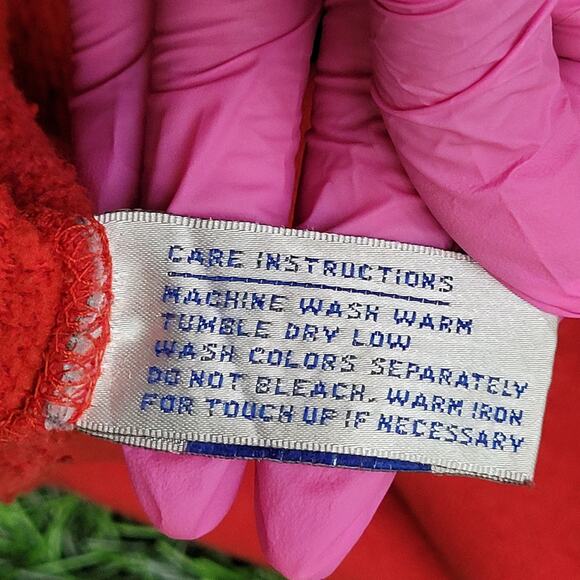 CARE INSTRUCTIONS
MACHINE WASH WARM
TUMBLE DRY LOW
WASH COLORS SEPARATELY
DO NOT BLEACH. WARM IRON
FOR TOUCH UP IF NECESSARY